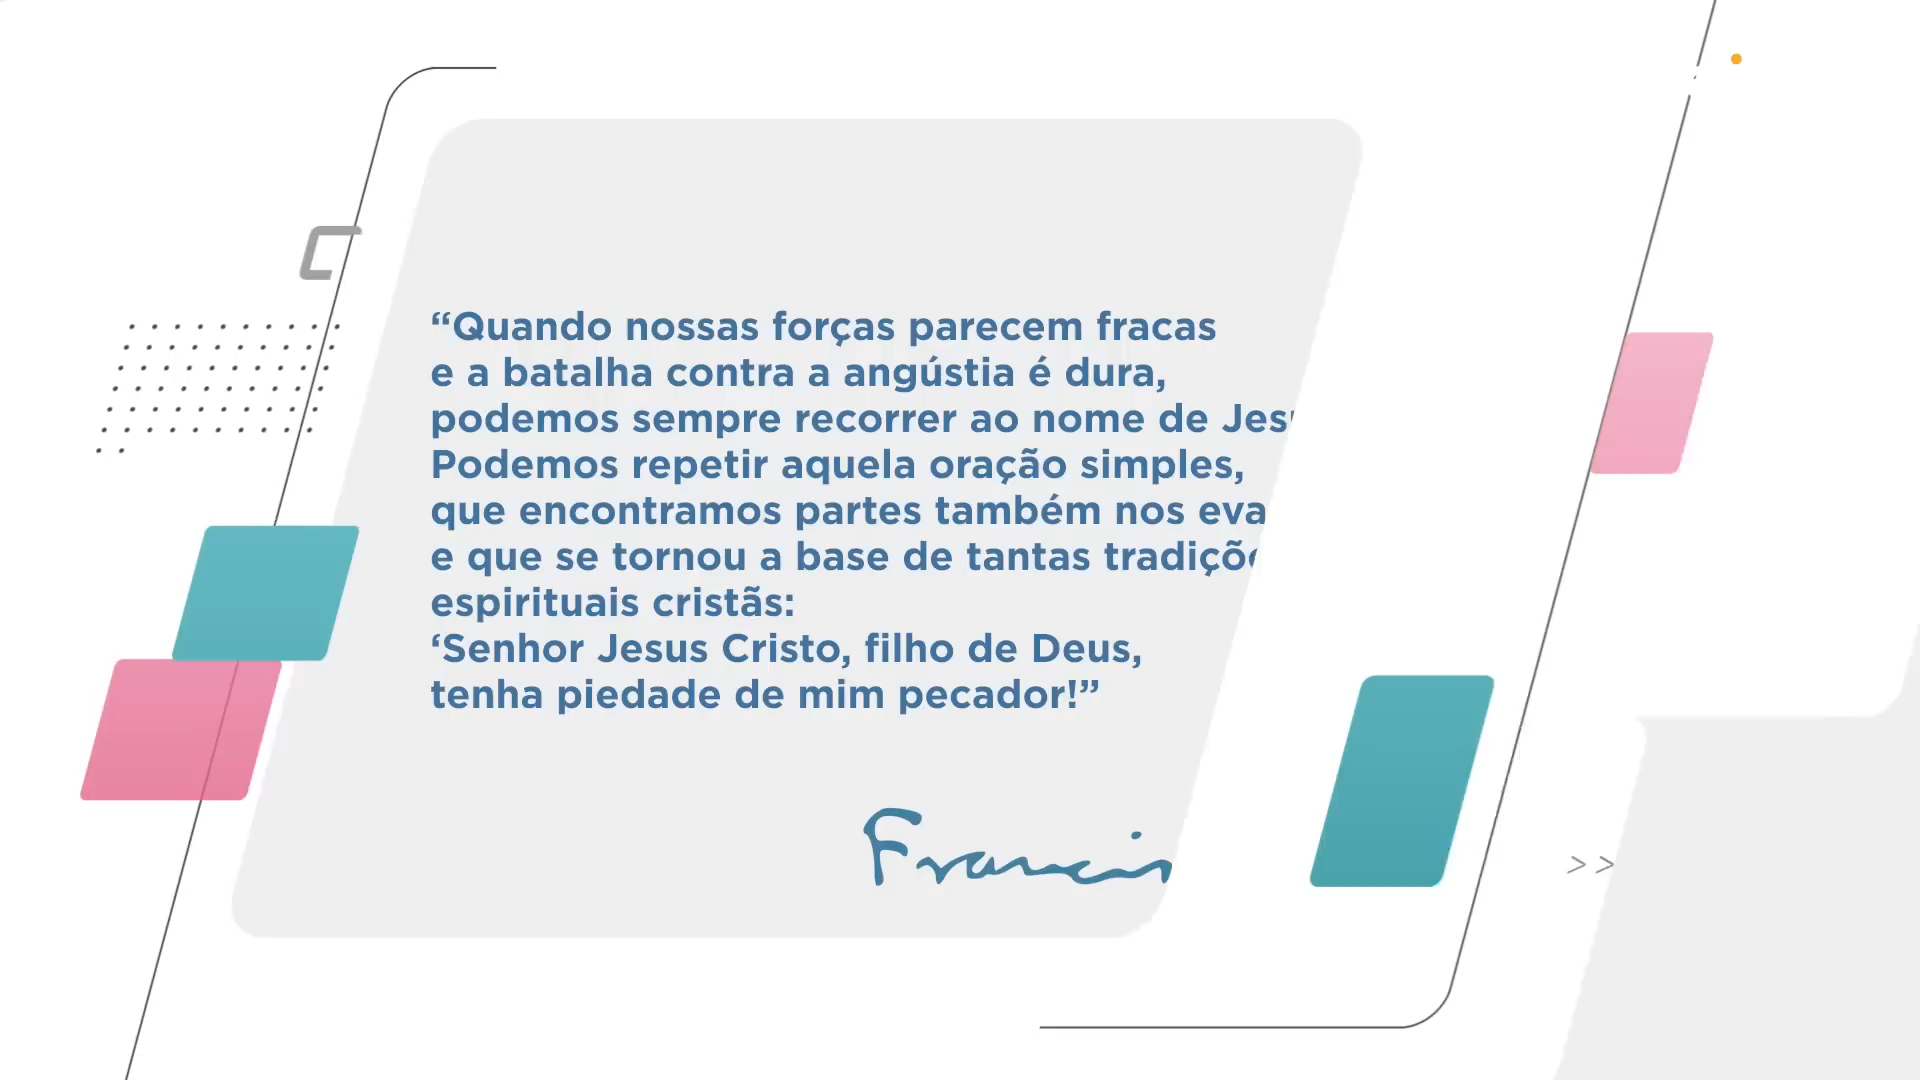 “Quando nossas forças parecem fracas
e a batalha contra a angústia é dura,
podemos sempre recorrer ao nome de
Podemos repetir aquela oração simples,
que encontramos partes também nos
e que se tornou a base de tantas
espirituais cristãs:
‘Senhor Jesus Cristo, filho de Deus,
tenha piedade de mim pecador!”
> >